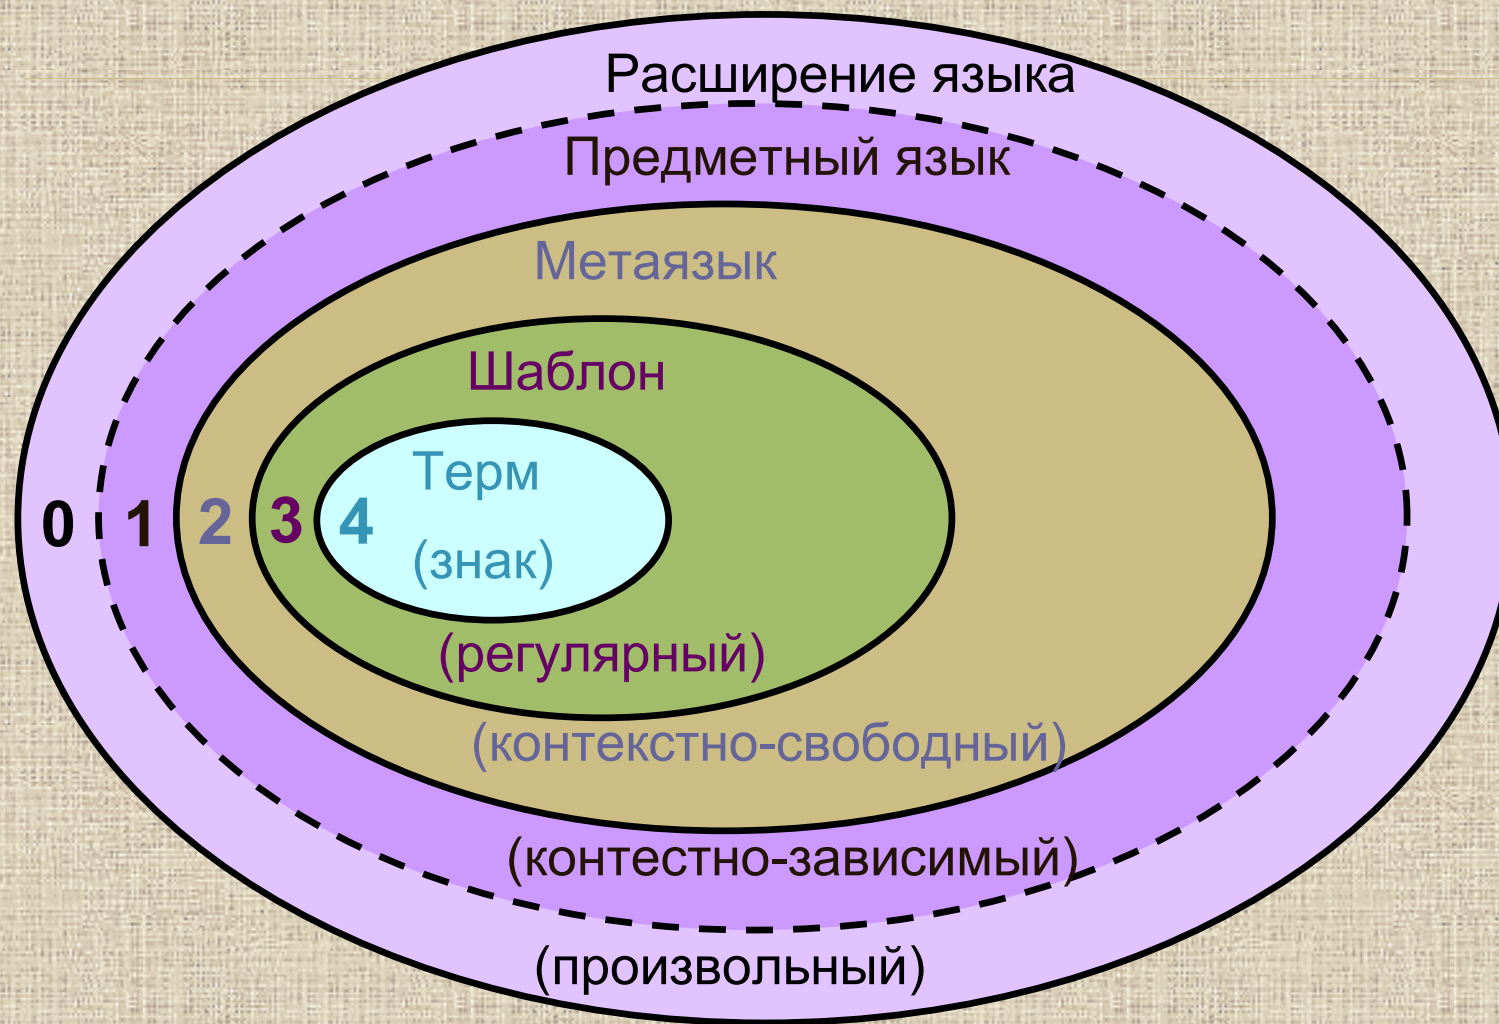 Расширение языка
Предметный язык
Метаязык
Шаблон
Терм
0 1 2 3 4
(знак)
(регулярный)
(контекстно-свободный)
(контестно-зависимый)
(произвольный)